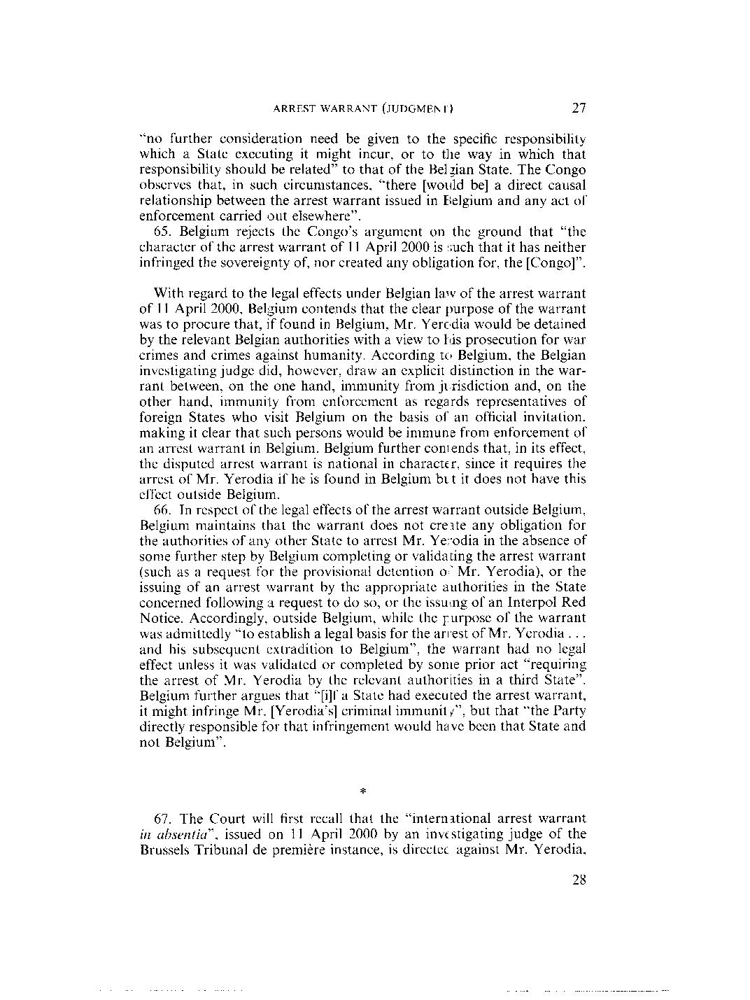 ARREST WARRANT (JUDGMENT) 27
"no further consideration need be given to the specific responsibility
which a State executing it might incur, or to the way in which that
responsibility should be related" to that of the Belgian State. The Congo
observes that, in such circumstances, "there [would be] a direct causal
relationship between the arrest warrant issued in Belgium and any act of
enforcement carried out elsewhere".
65. Belgium rejects the Congo's argument on the ground that "the
character of the arrest warrant of 11 April 2000 is such that it has neither
infringed the sovereignty of, nor created any obligation for, the [Congo]".
With regard to the legal effects under Belgian law of the arrest warrant
of 11 April 2000, Belgium contends that the clear purpose of the warrant
was to procure that, if found in Belgium, Mr. Yerodia would be detained
by the relevant Belgian authorities with a view to his prosecution for war
crimes and crimes against humanity. According to Belgium, the Belgian
investigating judge did, however, draw an explicit distinction in the war-
rant between, on the one hand, immunity from jurisdiction and, on the
other hand, immunity from enforcement as regards representatives of
foreign States who visit Belgium on the basis of an official invitation,
making it clear that such persons would be immune from enforcement of
an arrest warrant in Belgium. Belgium further contends that, in its effect,
the disputed arrest warrant is national in character, since it requires the
arrest of Mr. Yerodia if he is found in Belgium but it does not have this
effect outside Belgium.
66. In respect of the legal effects of the arrest warrant outside Belgium,
Belgium maintains that the warrant does not create any obligation for
the authorities of any other State to arrest Mr. Yerodia in the absence of
some further step by Belgium completing or validating the arrest warrant
(such as a request for the provisional detention of Mr. Yerodia), or the
issuing of an arrest warrant by the appropriate authorities in the State
concerned following a request to do so, or the issuing of an Interpol Red
Notice. Accordingly, outside Belgium, while the purpose of the warrant
was admittedly "to establish a legal basis for the arrest of Mr. Yerodia . . .
and his subsequent extradition to Belgium", the warrant had no legal
effect unless it was validated or completed by some prior act "requiring
the arrest of Mr. Yerodia by the relevant authorities in a third State".
Belgium further argues that "[i]f a State had executed the arrest warrant,
it might infringe Mr. [Yerodia's] criminal immunity", but that "the Party
directly responsible for that infringement would have been that State and
not Belgium".
*
67. The Court will first recall that the "international arrest warrant
in absentia", issued on 11 April 2000 by an investigating judge of the
Brussels Tribunal de première instance, is directed against Mr. Yerodia,
28